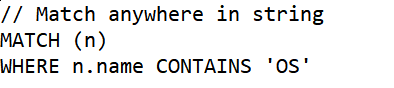 // Match anywhere in string
MATCH (n)
WHERE n.name CONTAINS 'OS'